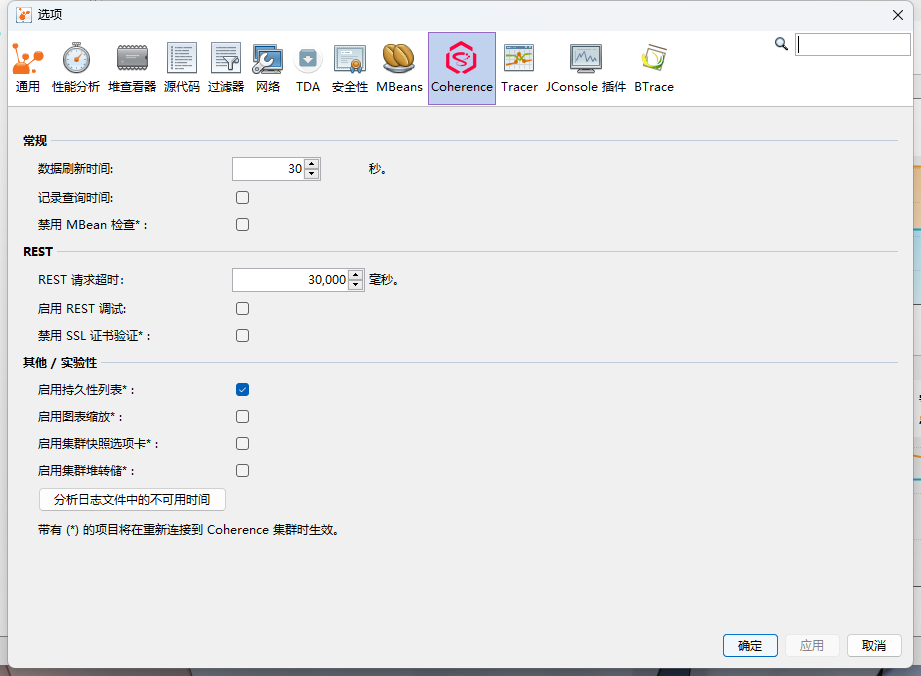 选项
通用 性能分析 堆查看器 源代码 过滤器 网络 TDA 安全性 MBeans Coherence Tracer JConsole 插件 BTrace
常规
数据刷新时间: 30 秒。
记录查询时间:
禁用 MBean 检查* :
REST
REST 请求超时: 30,000 毫秒。
启用 REST 调试:
禁用 SSL 证书验证* :
其他 / 实验性
启用持久性列表* :
启用图表缩放* :
启用集群快照选项卡* :
启用集群堆转储* :
分析日志文件中的不可用时间
带有 (*) 的项目将在重新连接到 Coherence 集群时生效。
确定 应用 取消